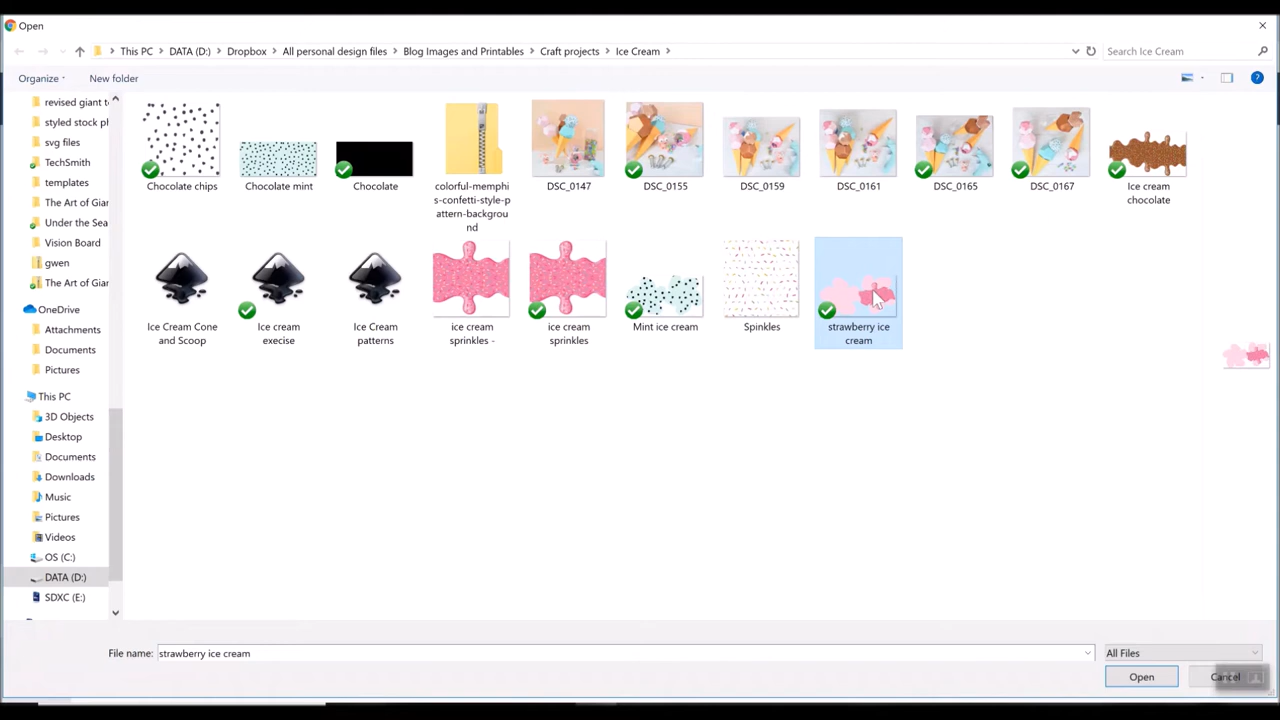 Open
This PC > DATA (D:) > Dropbox > All personal design files > Blog Images and Printables > Craft projects > Ice Cream >
Search Ice Cream
Organize
New folder
revised giant t
styled stock ph
svg files
TechSmith
templates
The Art of Giar
Under the Sea
Vision Board
gwen
The Art of Giar
OneDrive
Attachments
Documents
Pictures
This PC
3D Objects
Desktop
Documents
Downloads
Music
Pictures
Videos
OS (C:)
DATA (D:)
SDXC (E:)
Chocolate chips
Chocolate mint
Chocolate
colorful-memphi
s-confetti-style-p
attern-backgrou
nd
DSC_0147
DSC_0155
DSC_0159
DSC_0161
DSC_0165
DSC_0167
Ice cream
chocolate
Ice Cream Cone
and Scoop
Ice cream
execise
Ice Cream
patterns
ice cream
sprinkles -
ice cream
sprinkles
Mint ice cream
Spinkles
strawberry ice
cream
File name:
strawberry ice cream
All Files
Open
Cancel